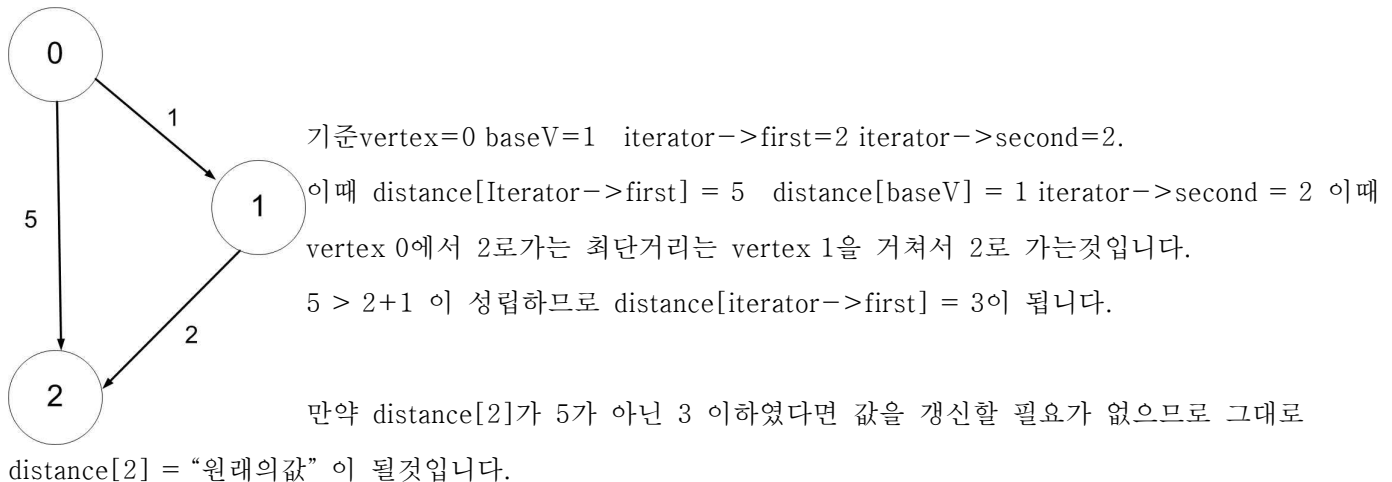 0
1
기준vertex=0 baseV=1 iterator->first=2 iterator->second=2.
이때 distance[Iterator->first] = 5 distance[baseV] = 1 iterator->second = 2 이때
1
5
vertex 0에서 2로가는 최단거리는 vertex 1을 거쳐서 2로 가는것입니다.
5 > 2+1 이 성립하므로 distance[iterator->first] = 3이 됩니다.
2
2
만약 distance[2]가 5가 아닌 3 이하였다면 값을 갱신할 필요가 없으므로 그대로
distance[2] = “원래의값” 이 될것입니다.